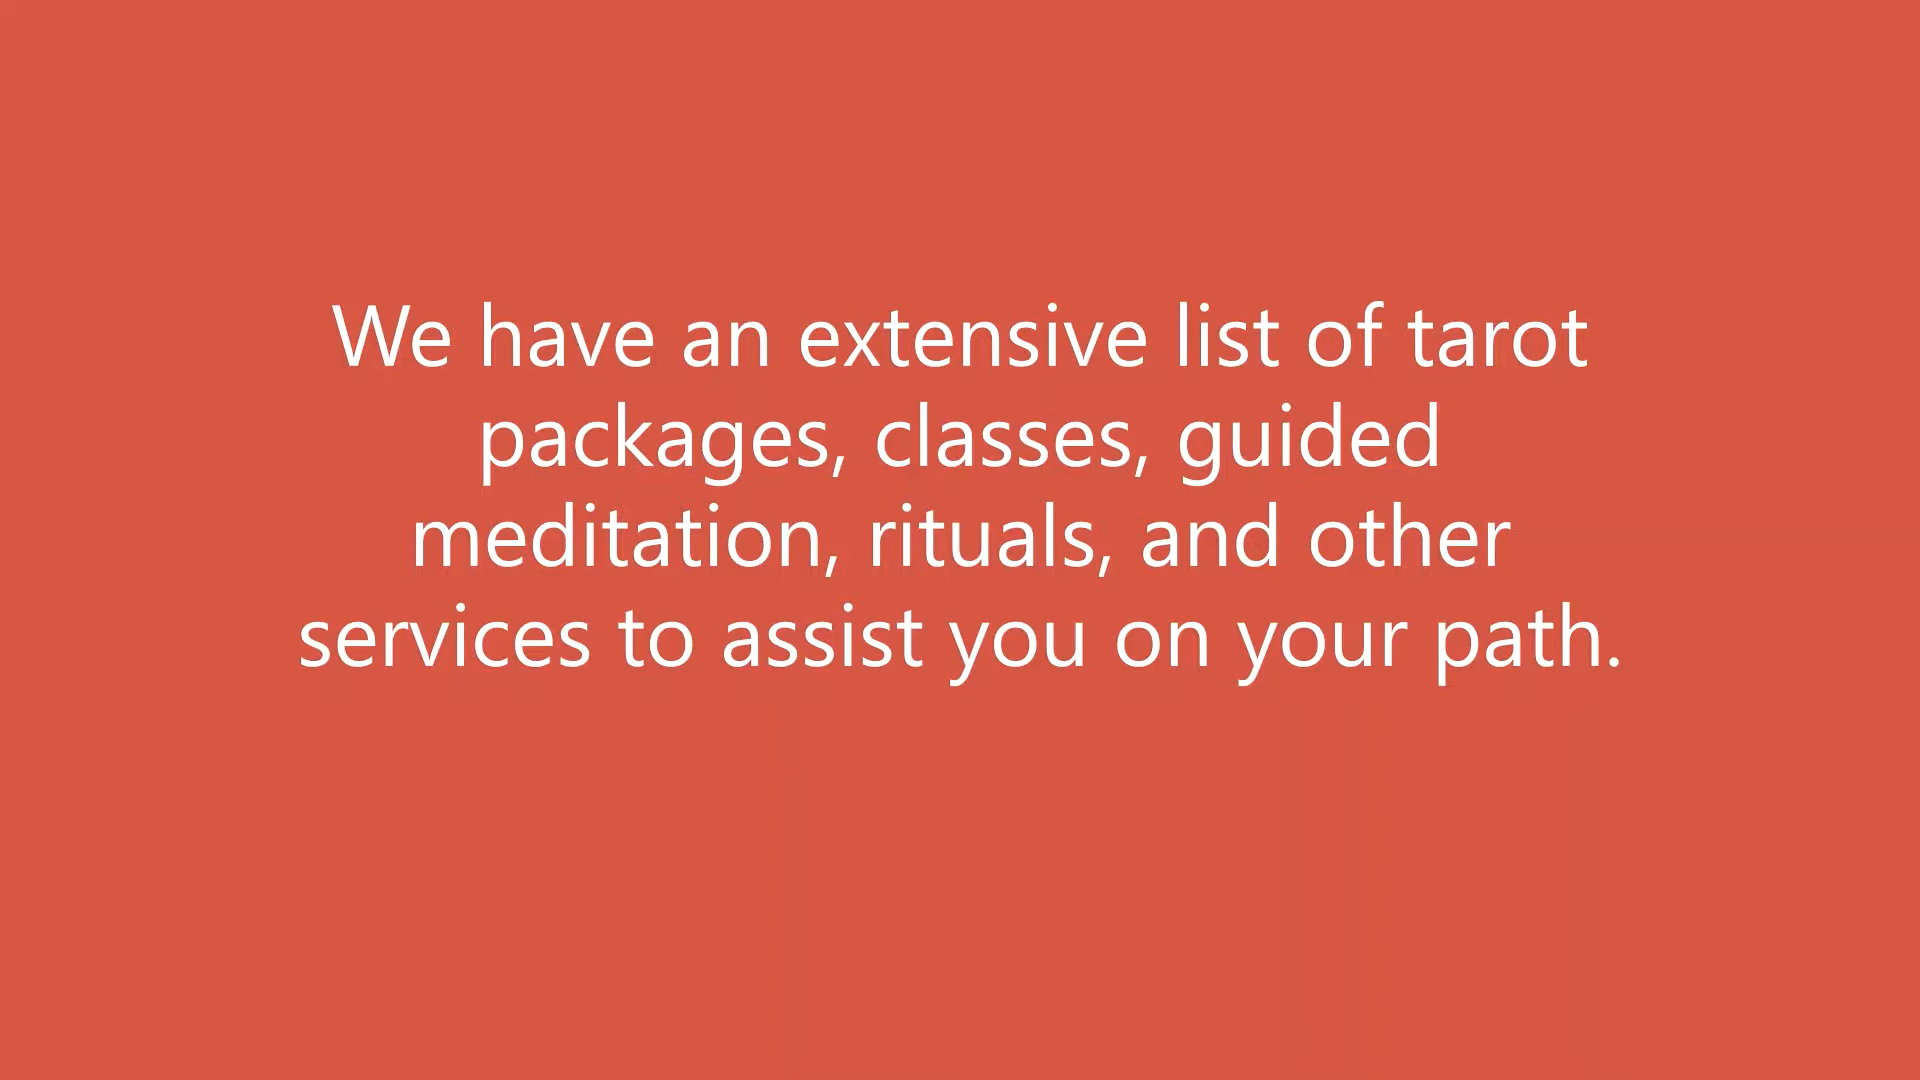 We have an extensive list of tarot
packages, classes, guided
meditation, rituals, and other
services to assist you on your path.